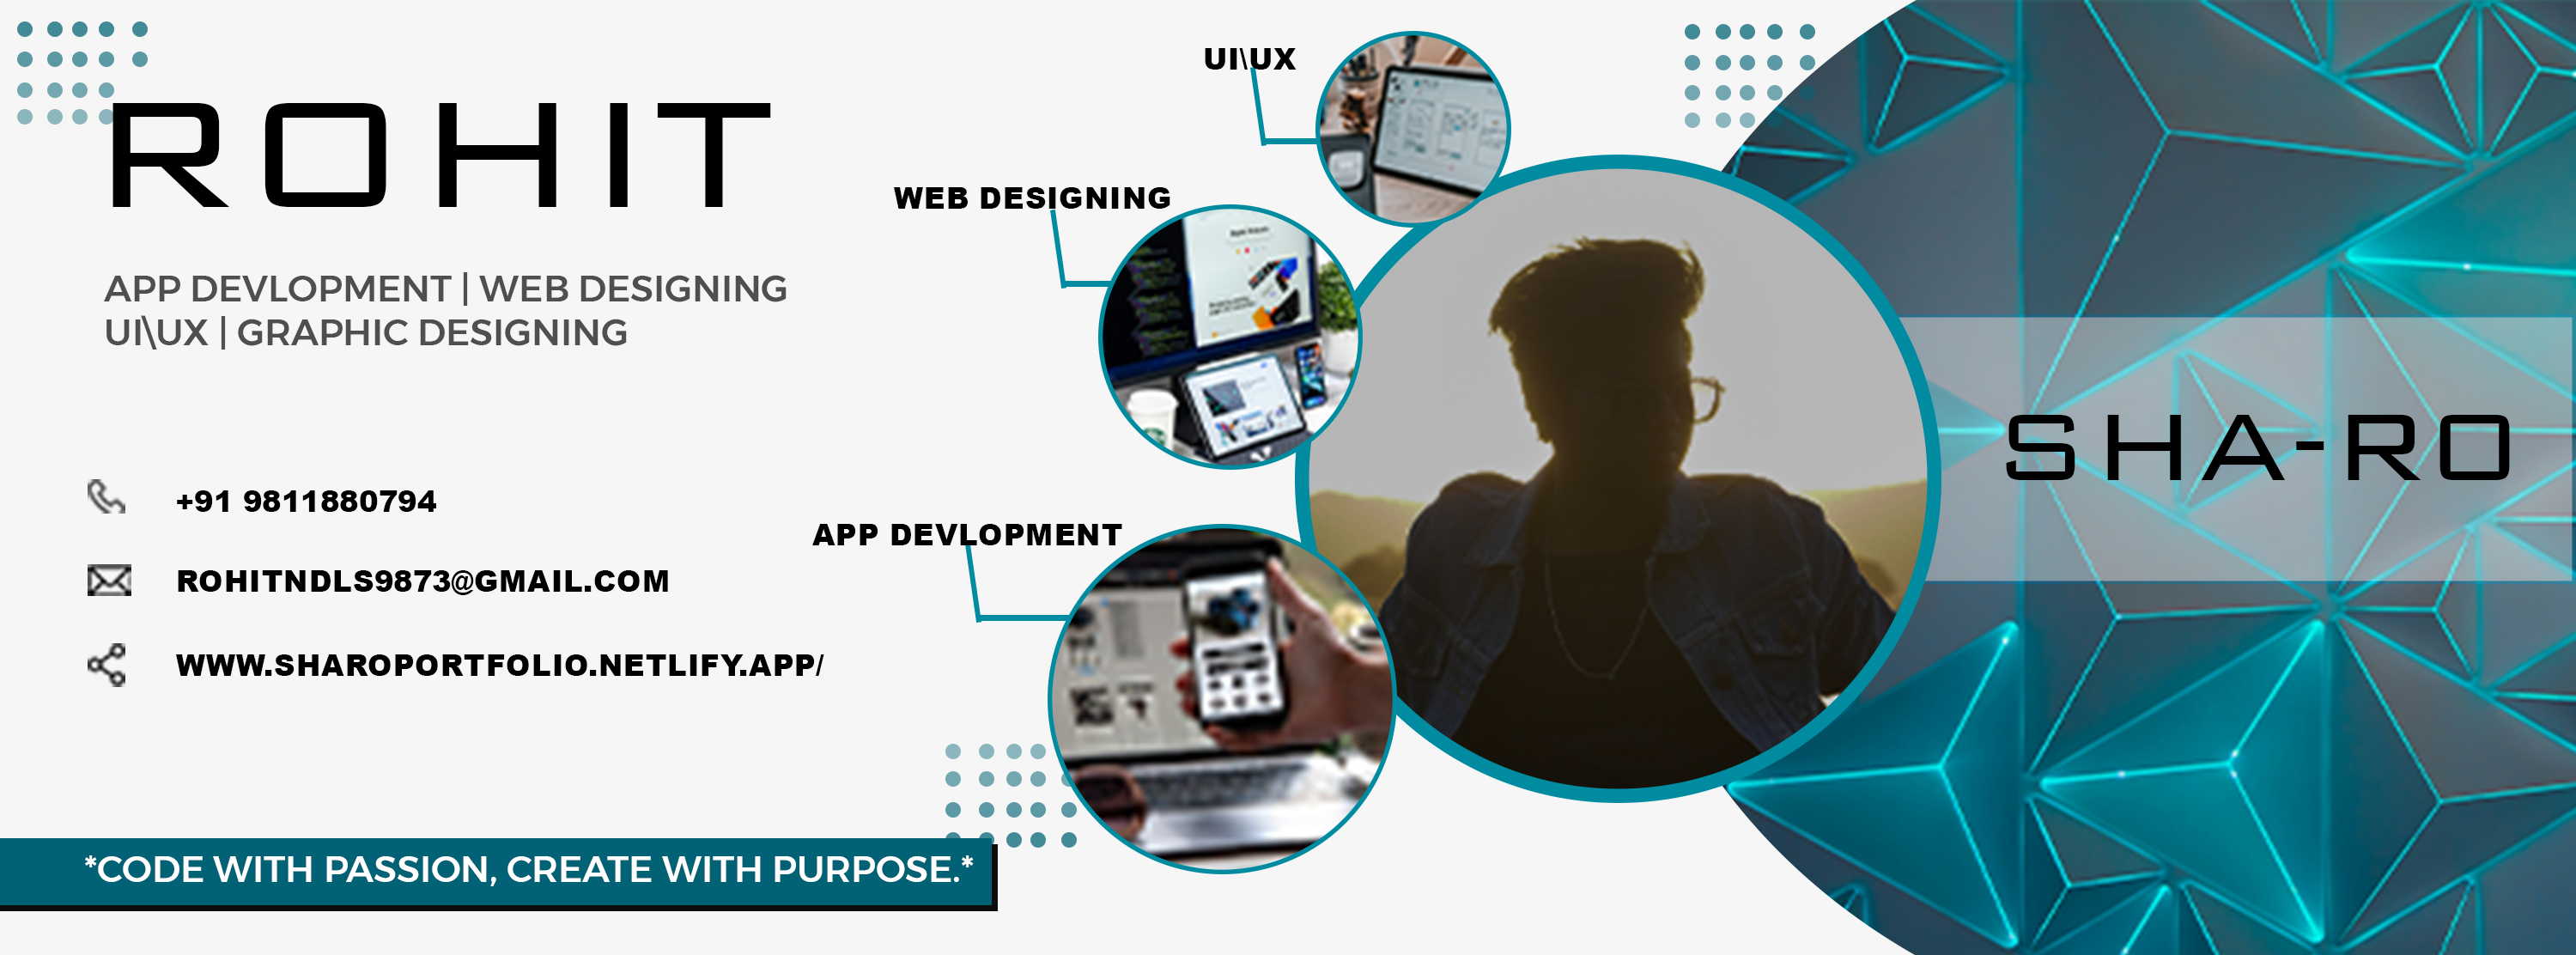 ROHIT
APP DEVLOPMENT | WEB DESIGNING
UI\UX | GRAPHIC DESIGNING
+91 9811880794
ROHITNDLS9873@GMAIL.COM
WWW.SHAROPORTFOLIO.NETLIFY.APP/
*CODE WITH PASSION, CREATE WITH PURPOSE.*
UI\UX
WEB DESIGNING
APP DEVLOPMENT
SHA-RO